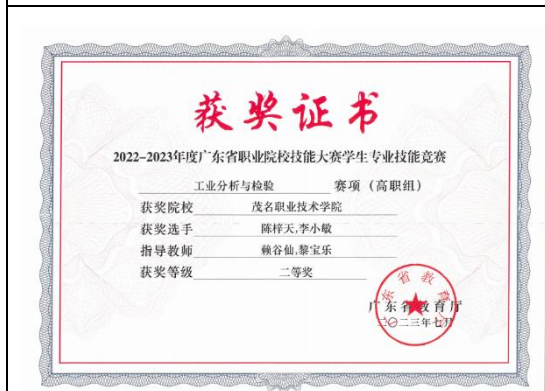 获奖证书
2022-2023年度广东省职业院校技能大赛学生专业技能竞赛
工业分析与检验 赛项（高职组）
获奖院校 茂名职业技术学院
获奖选手 陈梓天,李小敏
指导教师 赖谷仙,黎宝乐
获奖等级 二等奖
广东省教育厅
二〇二三年七月